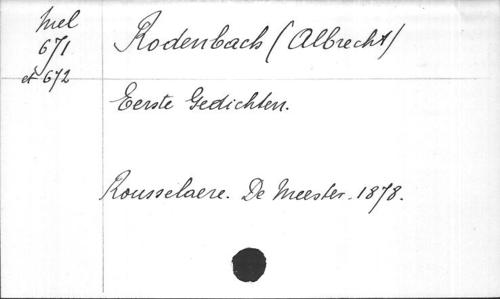 Mel
671
et 672
Rodenbach (Albrecht)
Eerste Gedichten.
Rousselaere. De Meester. 1878.